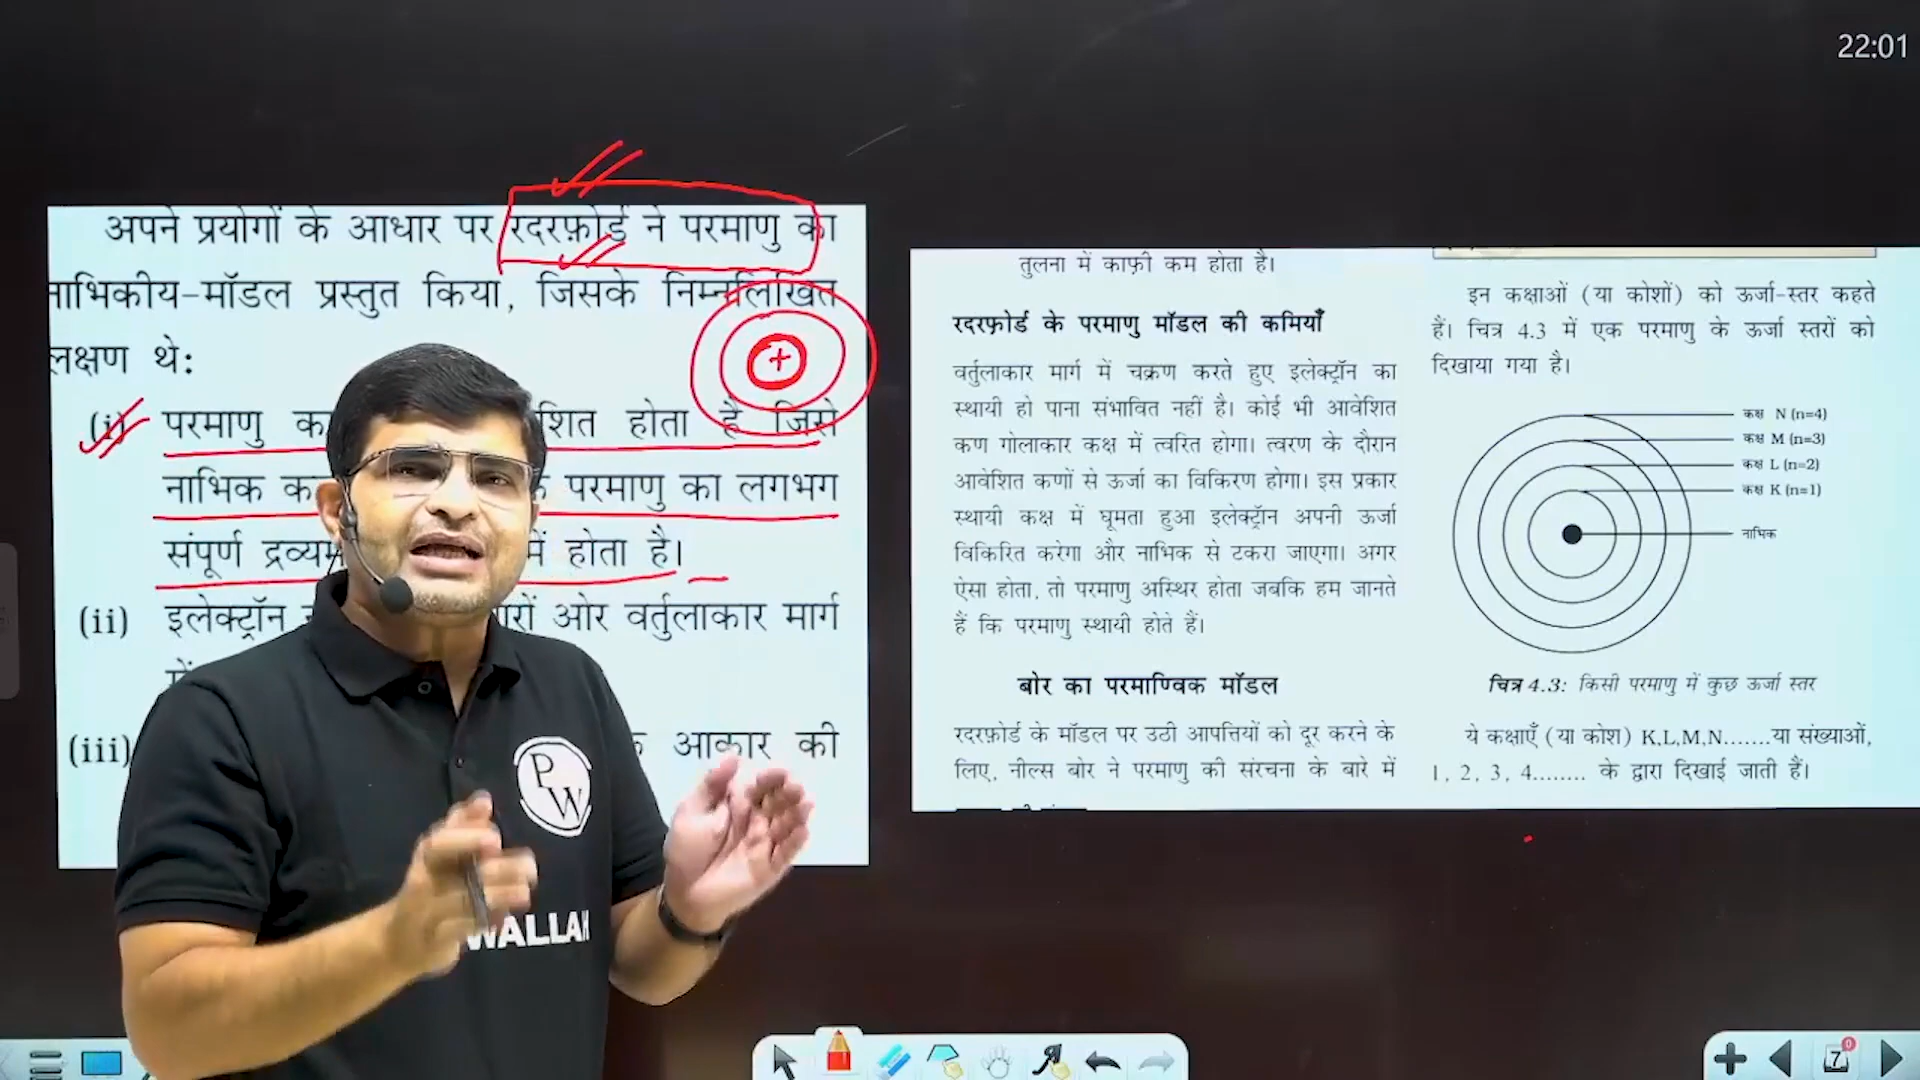 22:01
अपने प्रयोगों के आधार पर रदरफ़ोर्ड ने परमाणु का
नाभिकीय-मॉडल प्रस्तुत किया, जिसके निम्नलिखित
लक्षण थे:
+
(i) परमाणु होता है जिसे
नाभिक परमाणु का लगभग
संपूर्ण में होता है।
(ii) इलेक्ट्रॉन ओर वर्तुलाकार मार्ग
(iii) आकार की
तुलना में काफ़ी कम होता है।
रदरफ़ोर्ड के परमाणु मॉडल की कमियाँ
वर्तुलाकार मार्ग में चक्रण करते हुए इलेक्ट्रॉन का
स्थायी हो पाना संभावित नहीं है। कोई भी आवेशित
कण गोलाकार कक्ष में त्वरित होगा। त्वरण के दौरान
आवेशित कणों से ऊर्जा का विकिरण होगा। इस प्रकार
स्थायी कक्ष में घूमता हुआ इलेक्ट्रॉन अपनी ऊर्जा
विकिरित करेगा और नाभिक से टकरा जाएगा। अगर
ऐसा होता, तो परमाणु अस्थिर होता जबकि हम जानते
हैं कि परमाणु स्थायी होते हैं।
बोर का परमाण्विक मॉडल
रदरफ़ोर्ड के मॉडल पर उठी आपत्तियों को दूर करने के
लिए, नील्स बोर ने परमाणु की संरचना के बारे में
इन कक्षाओं (या कोशों) को ऊर्जा-स्तर कहते
हैं। चित्र 4.3 में एक परमाणु के ऊर्जा स्तरों को
दिखाया गया है।
कक्ष N (n=4)
कक्ष M (n=3)
कक्ष L (n=2)
कक्ष K (n=1)
नाभिक
चित्र 4.3: किसी परमाणु में कुछ ऊर्जा स्तर
ये कक्षाएँ (या कोश) K,L,M,N.......या संख्याओं,
1, 2, 3, 4........ के द्वारा दिखाई जाती हैं।
PW
WALLAH
7
0